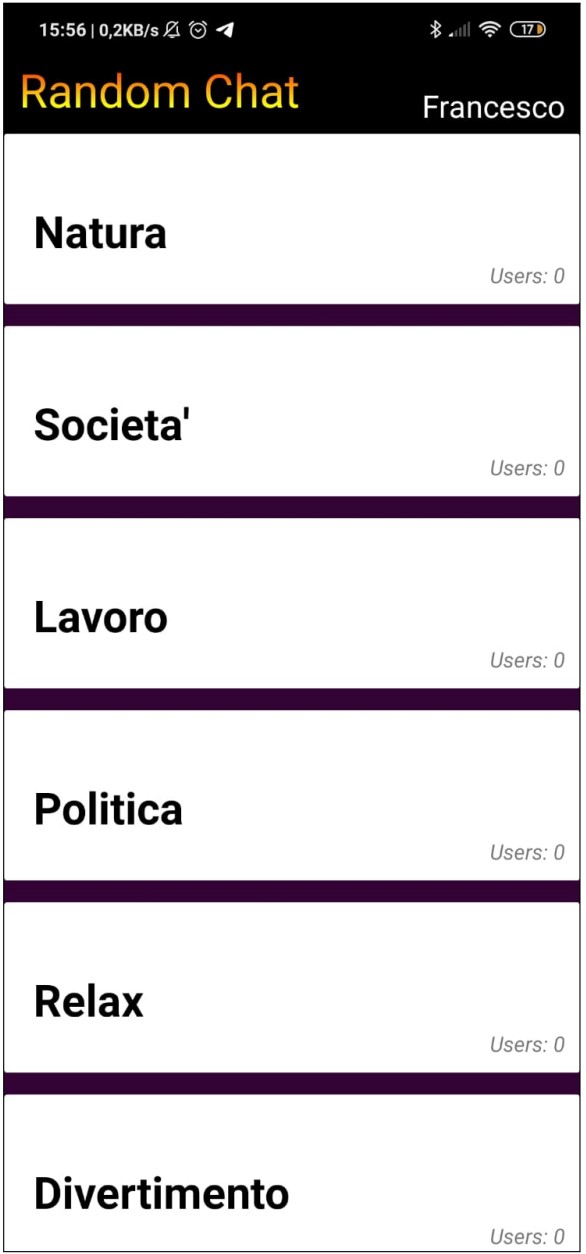 15:56 | 0,2KB/s 17
Random Chat
Francesco
Natura
Users: 0
Societa'
Users: 0
Lavoro
Users: 0
Politica
Users: 0
Relax
Users: 0
Divertimento
Users: 0